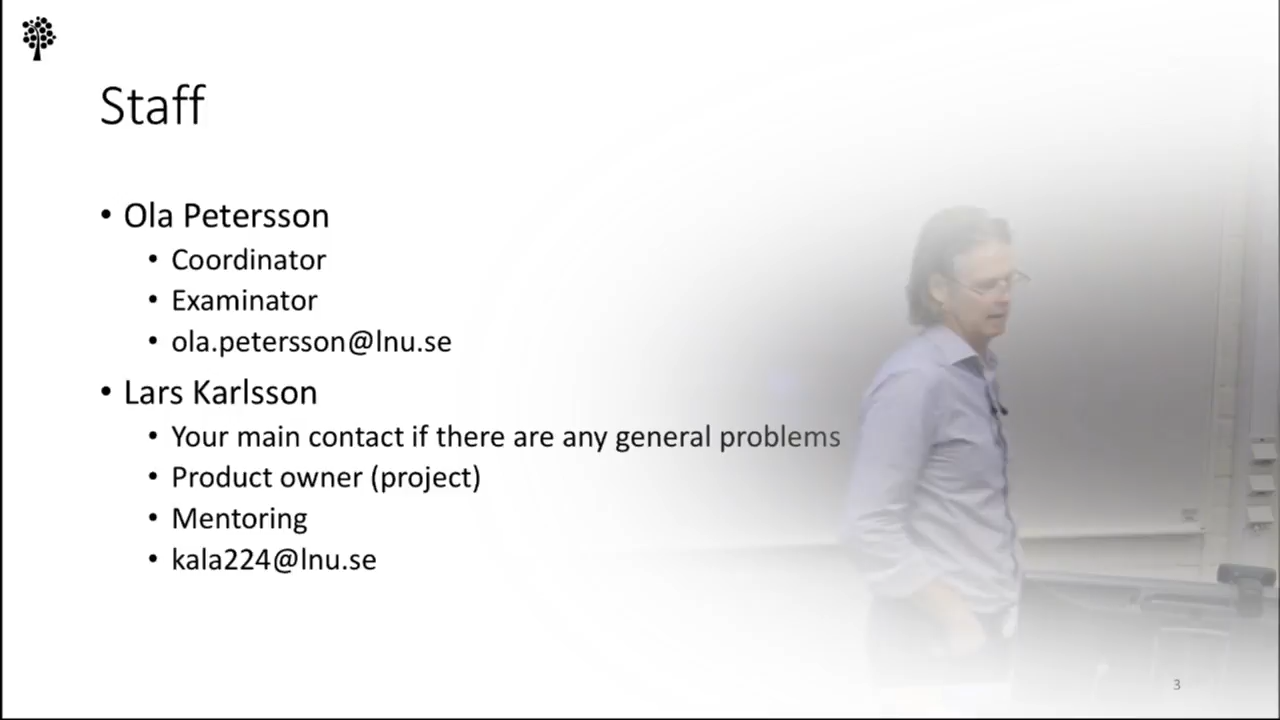 Staff
• Ola Petersson
• Coordinator
• Examinator
• ola.petersson@lnu.se
• Lars Karlsson
• Your main contact if there are any general problems
• Product owner (project)
• Mentoring
• kala224@lnu.se
3